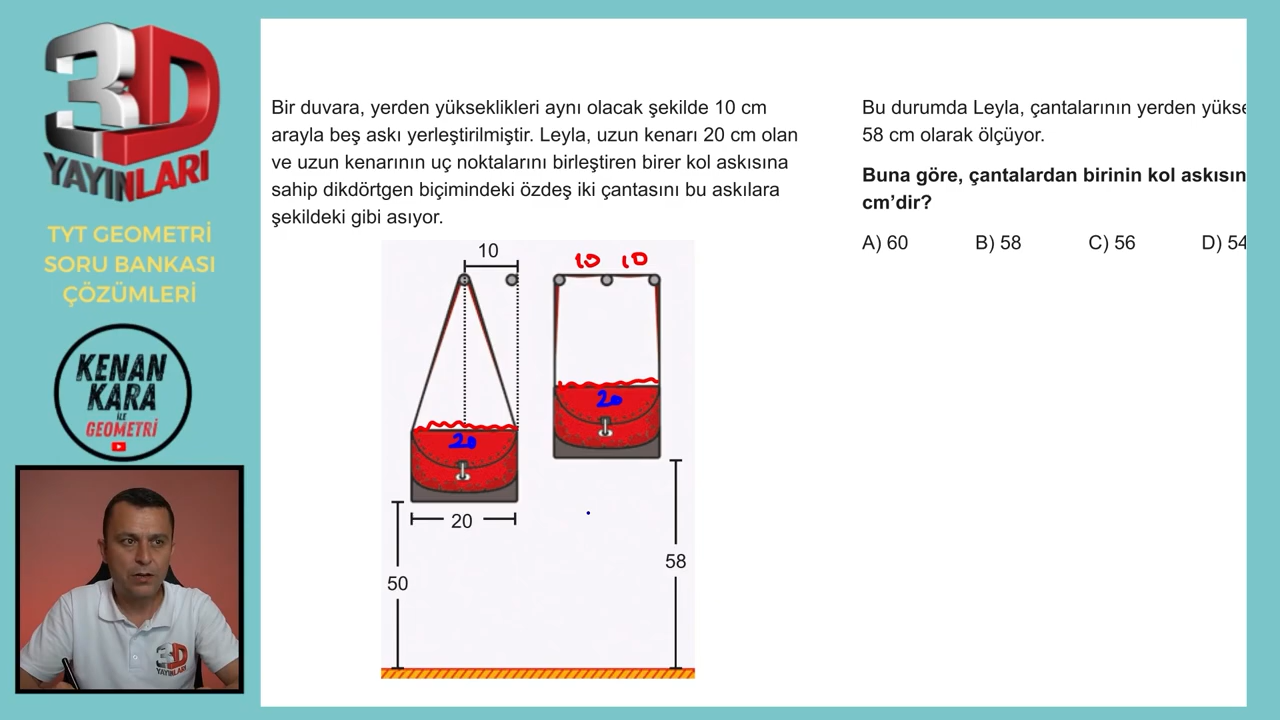 3D
YAYINLARI
TYT GEOMETRİ
SORU BANKASI
ÇÖZÜMLERİ
KENAN
KARA
İLE
GEOMETRİ
3D
YAYINLARI
Bir duvara, yerden yükseklikleri aynı olacak şekilde 10 cm
arayla beş askı yerleştirilmiştir. Leyla, uzun kenarı 20 cm olan
ve uzun kenarının uç noktalarını birleştiren birer kol askısına
sahip dikdörtgen biçimindeki özdeş iki çantasını bu askılara
şekildeki gibi asıyor.
10
10 10
20
20
20
50
58
Bu durumda Leyla, çantalarının yerden yükse
58 cm olarak ölçüyor.
Buna göre, çantalardan birinin kol askısın
cm'dir?
A) 60 B) 58 C) 56 D) 54